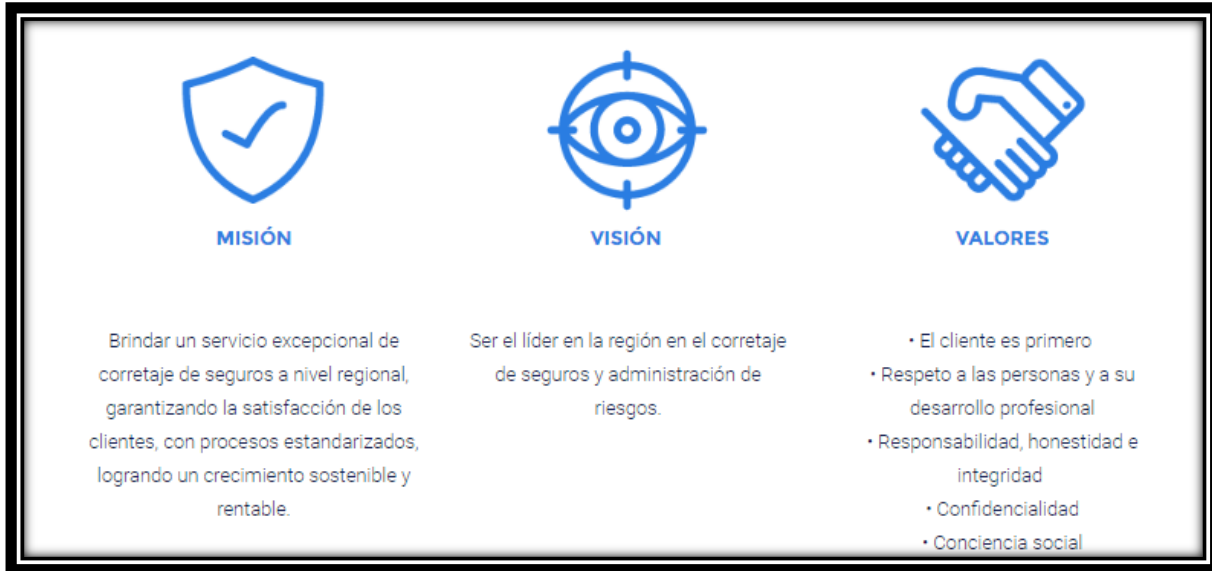 MISIÓN
Brindar un servicio excepcional de
corretaje de seguros a nivel regional,
garantizando la satisfacción de los
clientes, con procesos estandarizados,
logrando un crecimiento sostenible y
rentable.
VISIÓN
Ser el líder en la región en el corretaje
de seguros y administración de
riesgos.
VALORES
• El cliente es primero
• Respeto a las personas y a su
desarrollo profesional
• Responsabilidad, honestidad e
integridad
• Confidencialidad
• Conciencia social